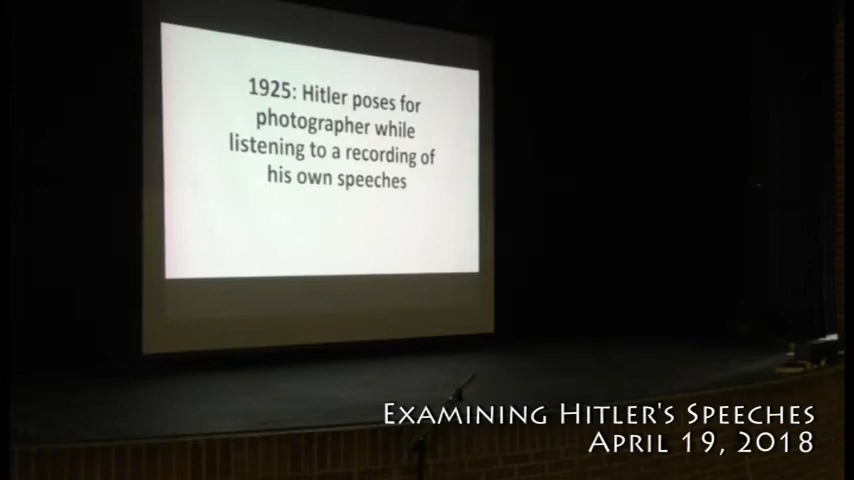 1925: Hitler poses for
photographer while
listening to a recording of
his own speeches
Examining Hitler's Speeches
April 19, 2018